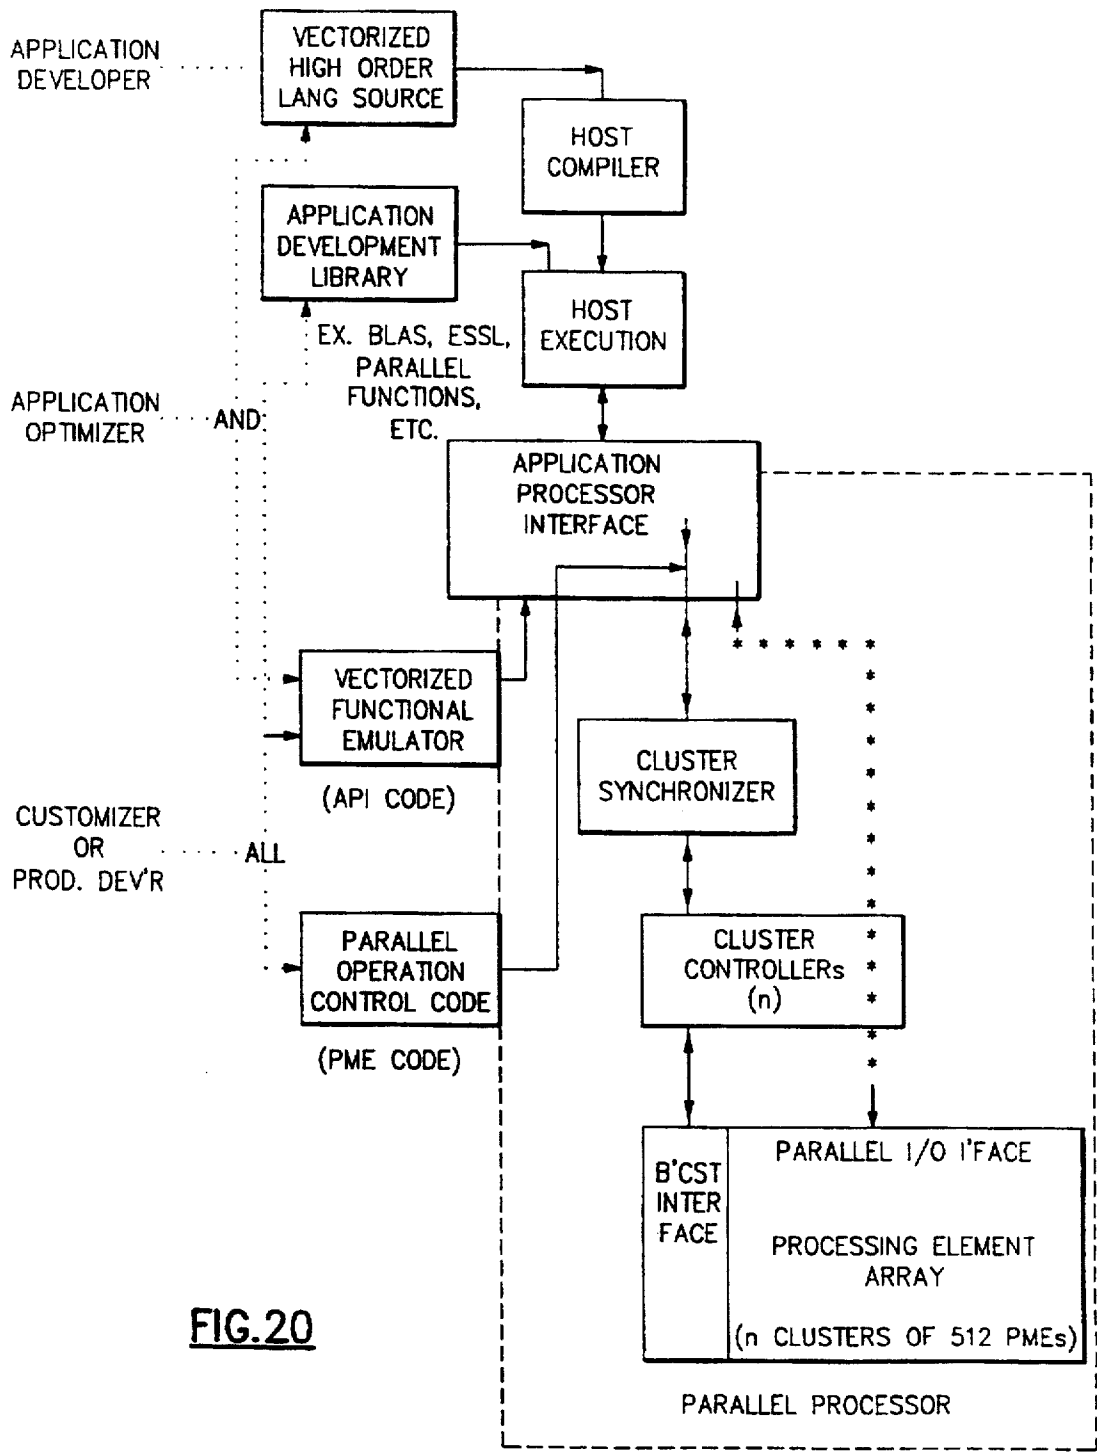 APPLICATION
DEVELOPER
VECTORIZED
HIGH ORDER
LANG SOURCE
HOST
COMPILER
APPLICATION
DEVELOPMENT
LIBRARY
HOST
EXECUTION
EX. BLAS, ESSL,
PARALLEL
FUNCTIONS,
ETC.
APPLICATION
OPTIMIZER
AND
APPLICATION
PROCESSOR
INTERFACE
VECTORIZED
FUNCTIONAL
EMULATOR
(API CODE)
CLUSTER
SYNCHRONIZER
CUSTOMIZER
OR
PROD. DEV'R
ALL
PARALLEL
OPERATION
CONTROL CODE
(PME CODE)
CLUSTER
CONTROLLERs
(n)
B'CST
INTER
FACE
PARALLEL I/O I'FACE
PROCESSING ELEMENT
ARRAY
(n CLUSTERS OF 512 PMEs)
PARALLEL PROCESSOR
FIG.20